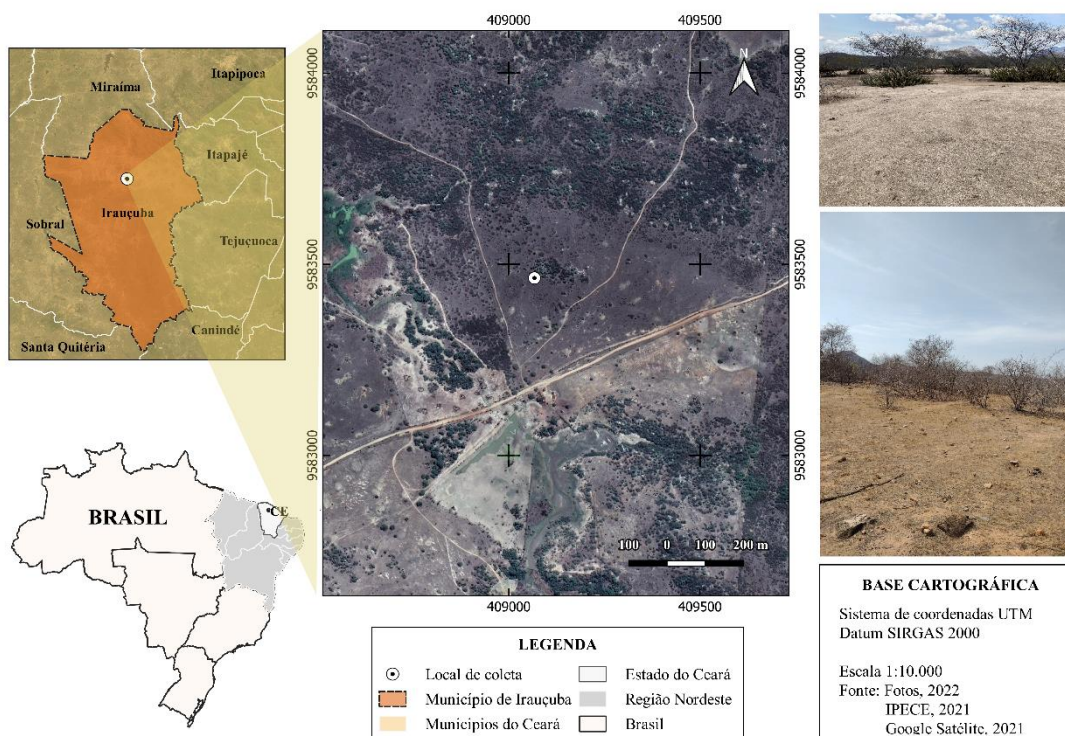 Itapipoca
Miraíma
Itapajé
Irauçuba
Sobral
Tejuçuoca
Canindé
Santa Quitéria
BRASIL
CE
409000
409500
9584000
9584000
N
9583500
9583500
9583000
9583000
100 0 100 200 m
409000
409500
LEGENDA
Local de coleta
Estado do Ceará
Município de Irauçuba
Região Nordeste
Municípios do Ceará
Brasil
BASE CARTOGRÁFICA
Sistema de coordenadas UTM
Datum SIRGAS 2000
Escala 1:10.000
Fonte: Fotos, 2022
IPECE, 2021
Google Satélite, 2021